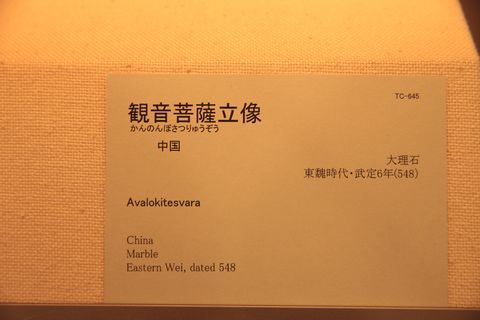 TC-645
観音菩薩立像
かんのんぼさつりゅうぞう
中国
大理石
東魏時代・武定6年(548)
Avalokitesvara
China
Marble
Eastern Wei, dated 548